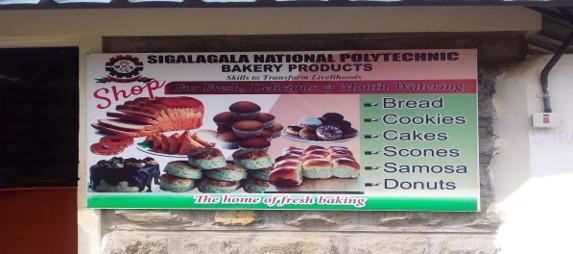 SIGALAGALA NATIONAL POLYTECHNIC
BAKERY PRODUCTS
Skills to Transform Livelihoods
Shop
For Fresh, Delicious & Mouth Watering
Bread
Cookies
Cakes
Scones
Samosa
Donuts
The home of fresh baking